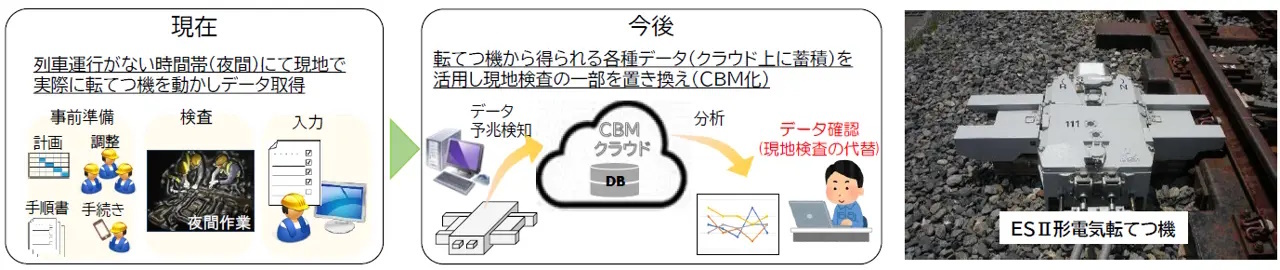 現在
列車運行がない時間帯(夜間)にて現地で
実際に転てつ機を動かしデータ取得
事前準備
検査
入力
計画
調整
手順書
手続き
夜間作業
今後
転てつ機から得られる各種データ(クラウド上に蓄積)を
活用し現地検査の一部を置き換え(CBM化)
データ
予兆検知
CBM
クラウド
DB
分析
データ確認
(現地検査の代替)
111
ESⅡ形電気転てつ機